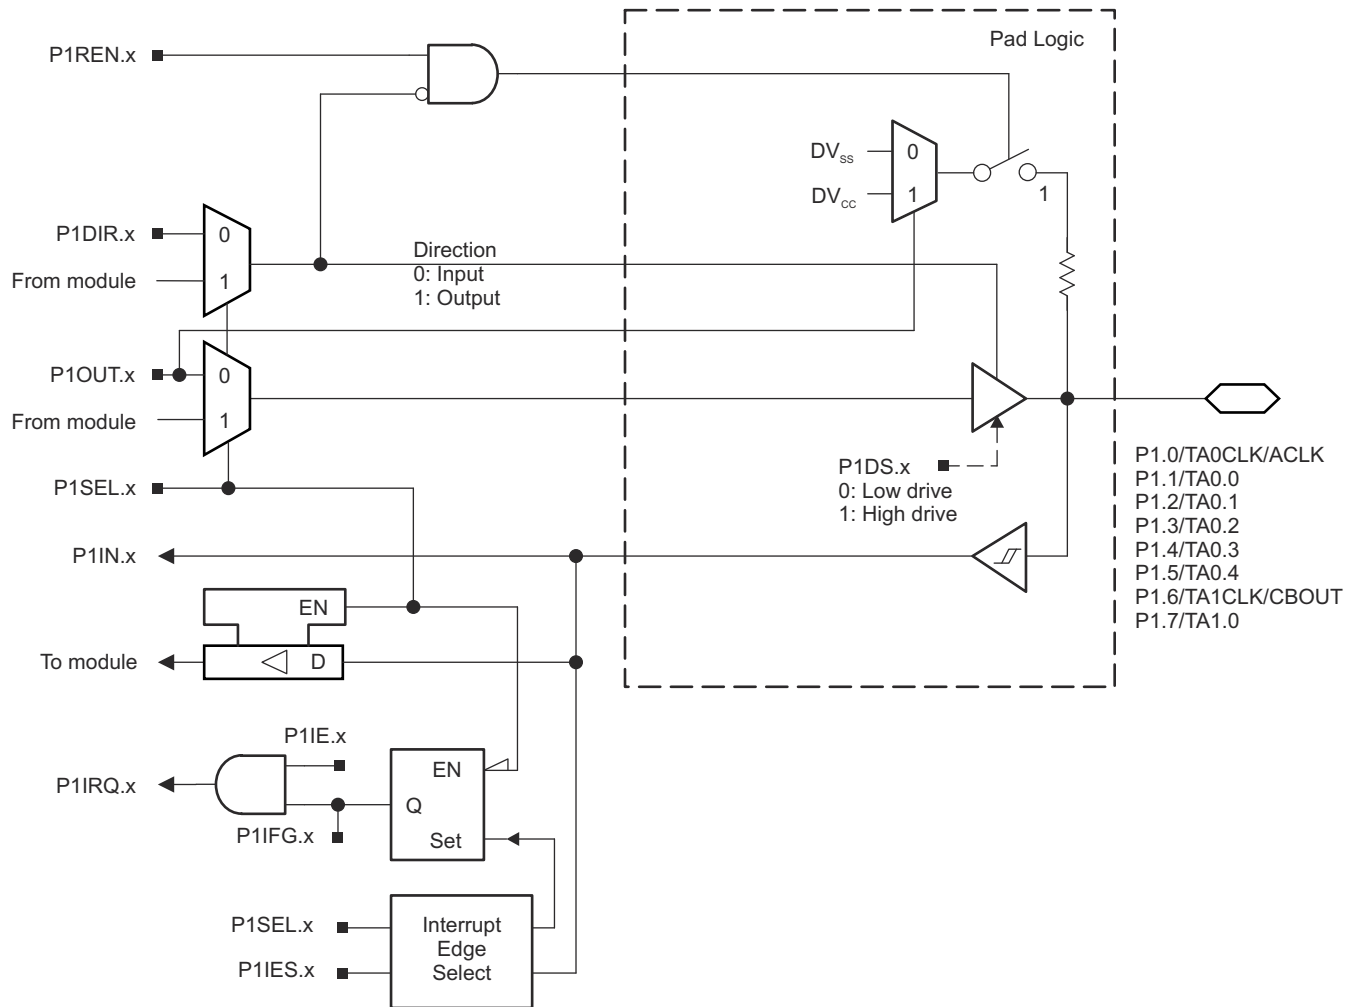 Pad Logic
P1REN.x
DVSS
0
DVCC
1
1
P1DIR.x
0
From module
1
Direction
0: Input
1: Output
P1OUT.x
0
From module
1
P1SEL.x
P1DS.x
0: Low drive
1: High drive
P1.0/TA0CLK/ACLK
P1.1/TA0.0
P1.2/TA0.1
P1.3/TA0.2
P1.4/TA0.3
P1.5/TA0.4
P1.6/TA1CLK/CBOUT
P1.7/TA1.0
P1IN.x
EN
To module
D
P1IE.x
P1IRQ.x
EN
Q
P1IFG.x
Set
P1SEL.x
P1IES.x
Interrupt
Edge
Select